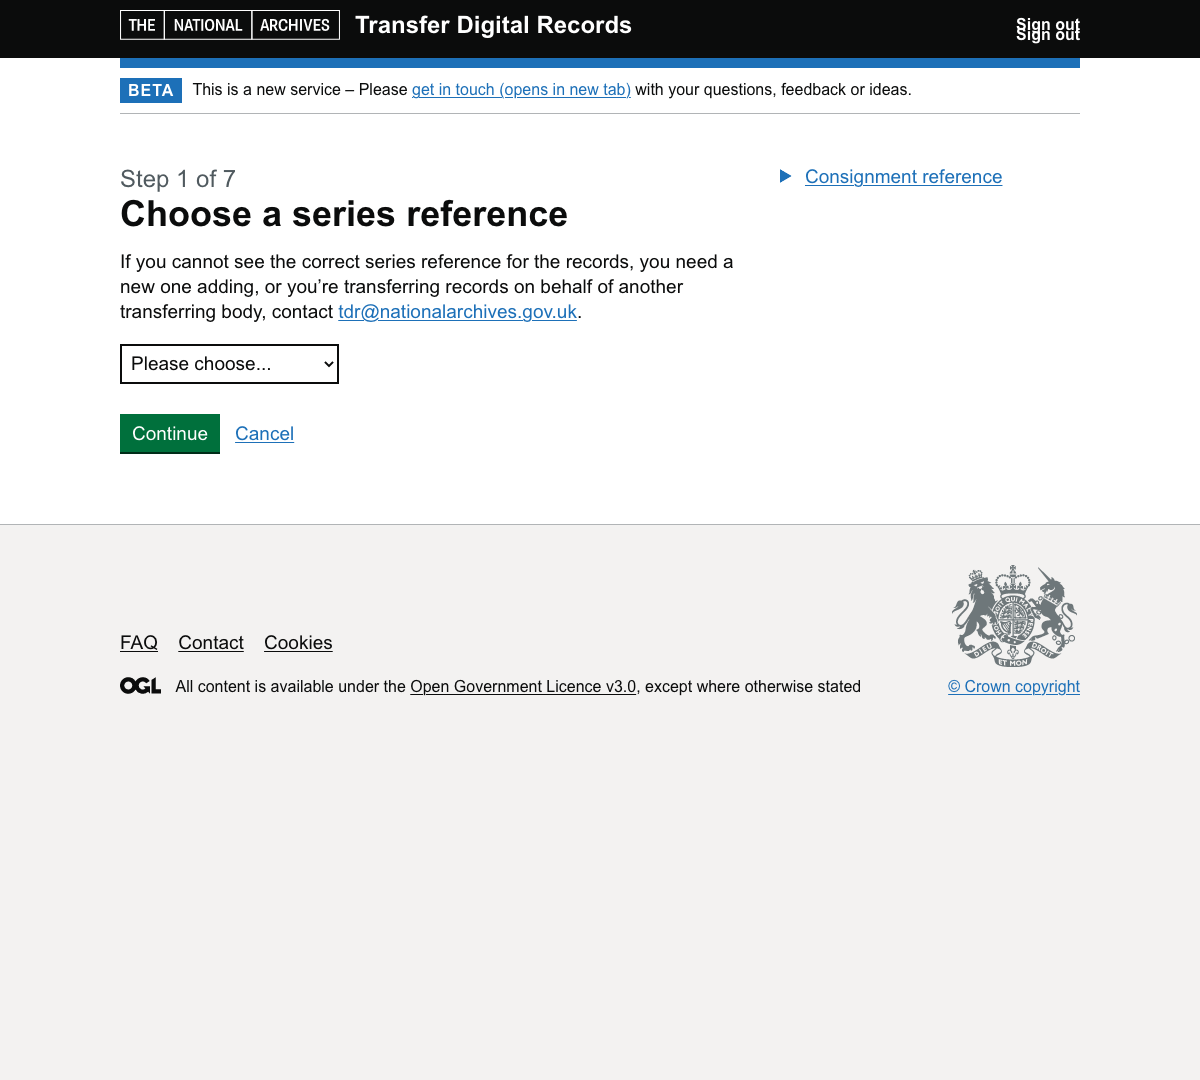 THE NATIONAL ARCHIVES Transfer Digital Records Sign out
Sign out
BETA This is a new service – Please get in touch (opens in new tab) with your questions, feedback or ideas.
Step 1 of 7
Choose a series reference
If you cannot see the correct series reference for the records, you need a
new one adding, or you’re transferring records on behalf of another
transferring body, contact tdr@nationalarchives.gov.uk.
Please choose...
Continue Cancel
Consignment reference
FAQ Contact Cookies
DIEU ET MON DROIT
OGL All content is available under the Open Government Licence v3.0, except where otherwise stated
© Crown copyright